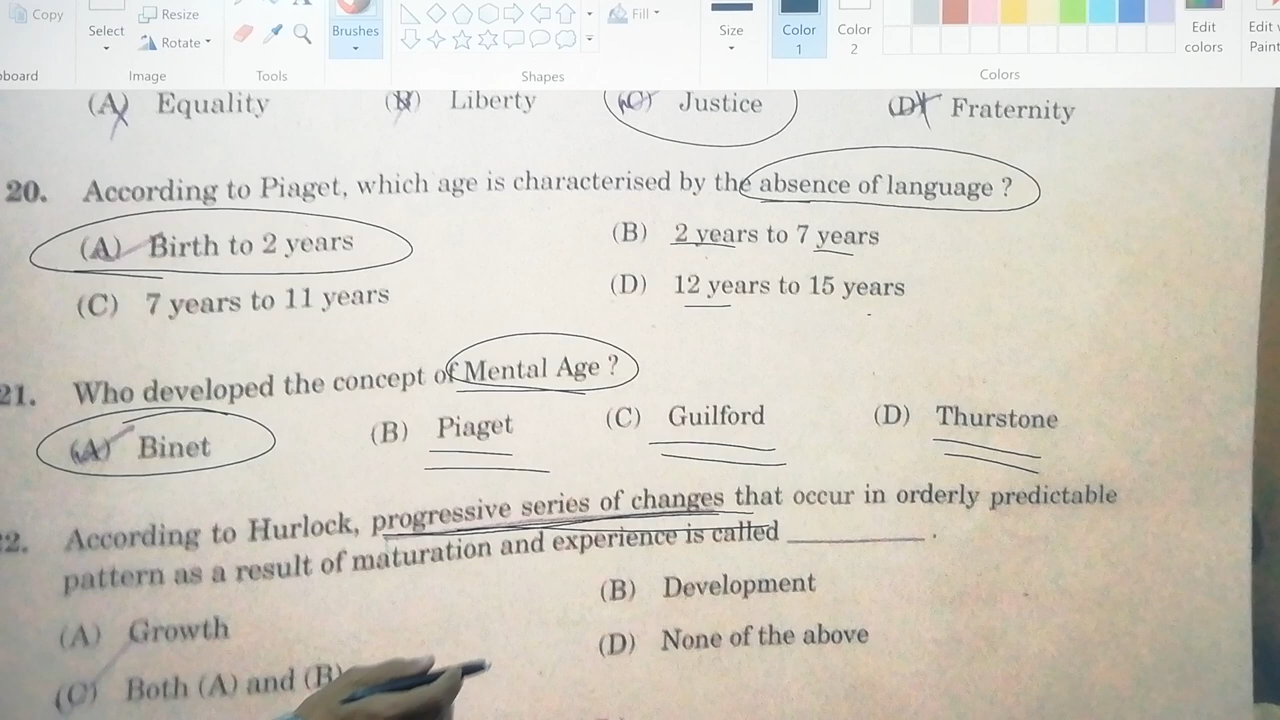 Copy
Resize
Rotate
Select
Brushes
Fill
Size
Color 1
Color 2
Edit colors
Image
Tools
Shapes
Colors
(A) Equality (B) Liberty (C) Justice (D) Fraternity
20. According to Piaget, which age is characterised by the absence of language ?
(A) Birth to 2 years (B) 2 years to 7 years
(C) 7 years to 11 years (D) 12 years to 15 years
21. Who developed the concept of Mental Age ?
(A) Binet (B) Piaget (C) Guilford (D) Thurstone
22. According to Hurlock, progressive series of changes that occur in orderly predictable
pattern as a result of maturation and experience is called __________ .
(A) Growth (B) Development
(C) Both (A) and (B) (D) None of the above